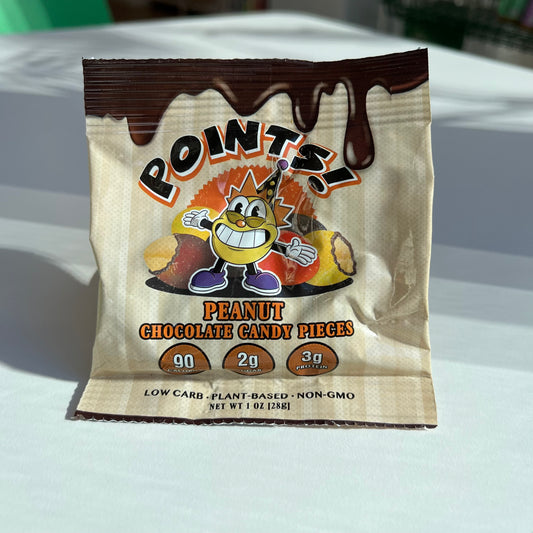 POINTS!
PEANUT
CHOCOLATE CANDY PIECES
90 2g 3g
PROTEIN
LOW CARB • PLANT-BASED • NON-GMO
NET WT 1 OZ [28g]